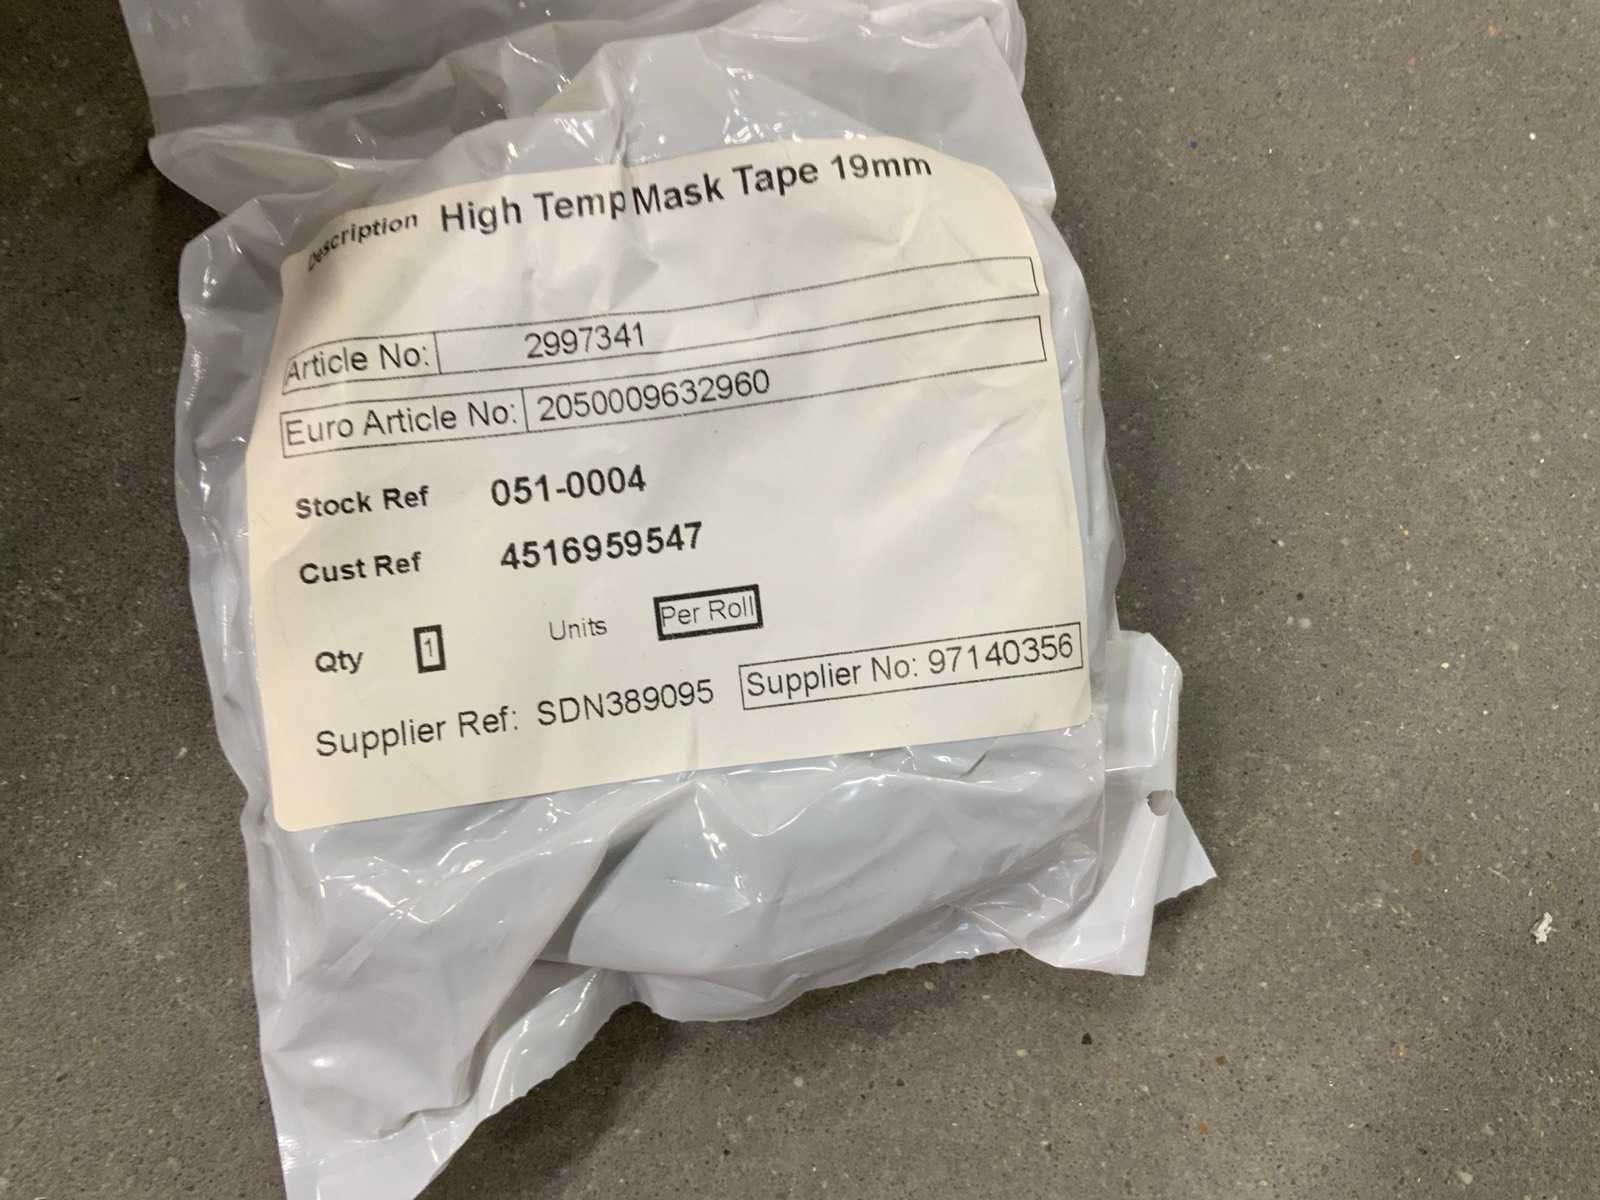 Description High Temp Mask Tape 19mm
Article No: 2997341
Euro Article No: 2050009632960
Stock Ref 051-0004
Cust Ref 4516959547
Qty 1 Units Per Roll
Supplier Ref: SDN389095 Supplier No: 97140356